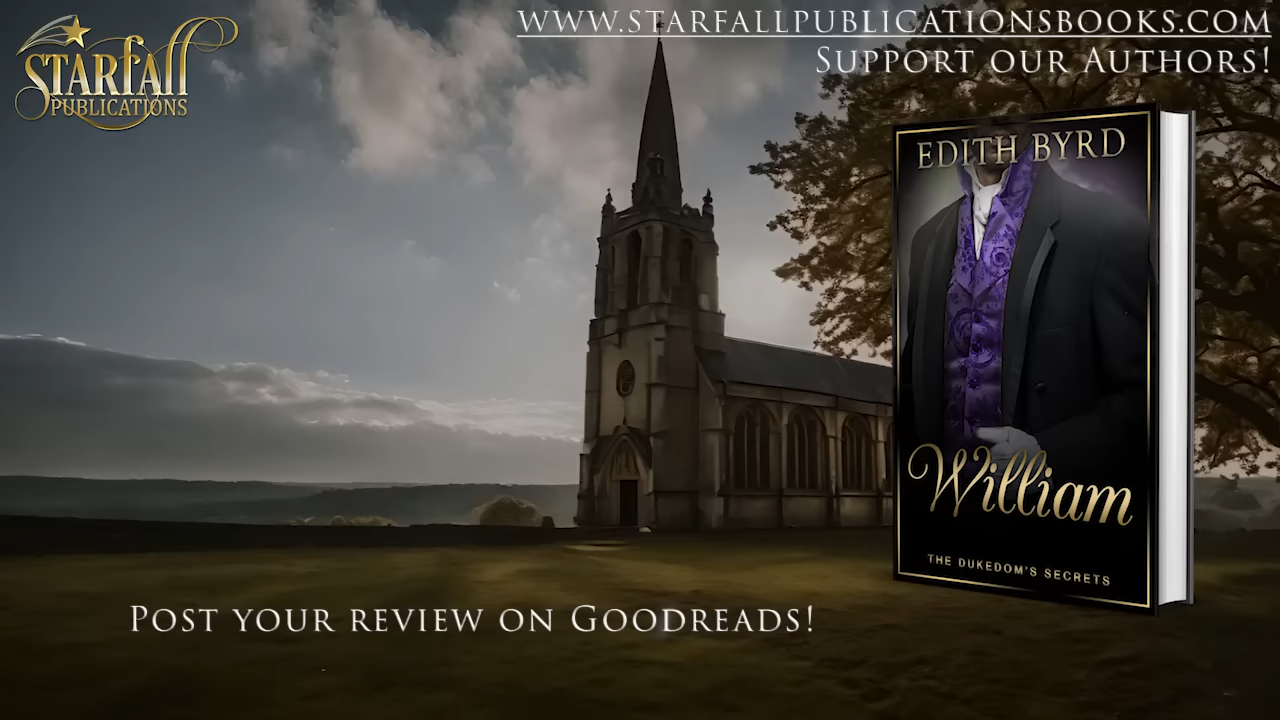 STARfall
PUBLICATIONS
www.starfallpublicationsbooks.com
Support our Authors!
EDITH BYRD
William
THE DUKEDOM'S SECRETS
Post your review on Goodreads!